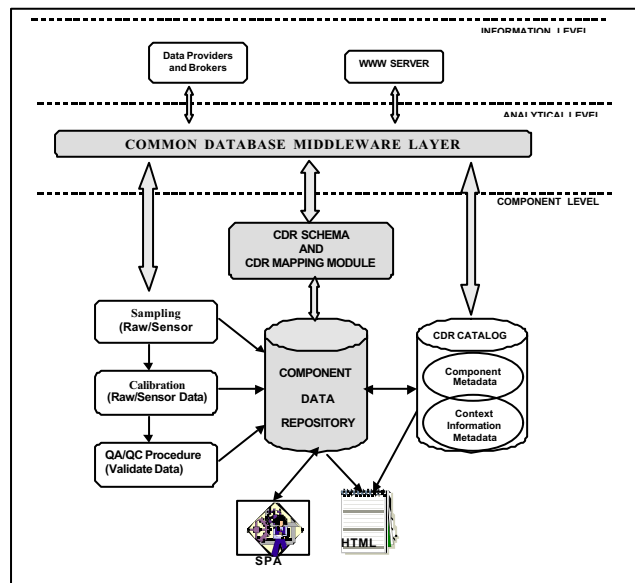 INFORMATION LEVEL
Data Providers
and Brokers
WWW SERVER
ANALYTICAL LEVEL
COMMON DATABASE MIDDLEWARE LAYER
COMPONENT LEVEL
CDR SCHEMA
AND
CDR MAPPING MODULE
Sampling
(Raw/Sensor
Calibration
(Raw/Sensor Data)
QA/QC Procedure
(Validate Data)
COMPONENT
DATA
REPOSITORY
CDR CATALOG
Component
Metadata
Context
Information
Metadata
SPA
HTML